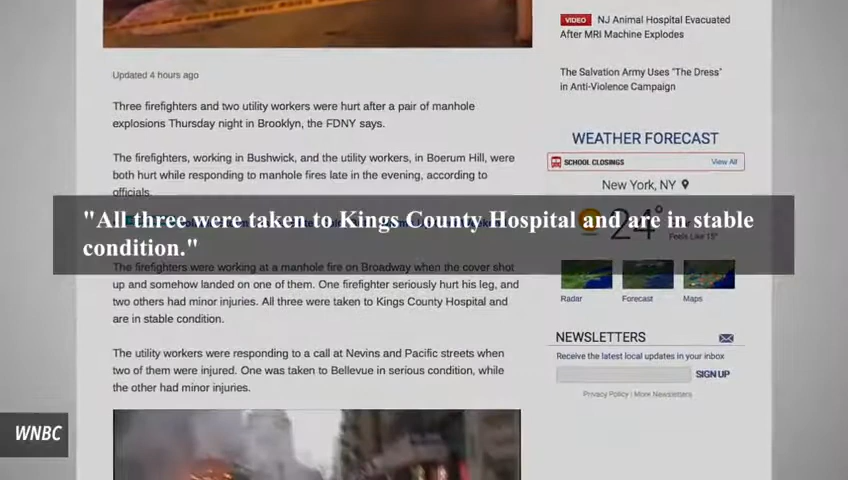 Updated 4 hours ago
Three firefighters and two utility workers were hurt after a pair of manhole
explosions Thursday night in Brooklyn, the FDNY says.
The firefighters, working in Bushwick, and the utility workers, in Boerum Hill, were
both hurt while responding to manhole fires late in the evening, according to
officials.
"All three were taken to Kings County Hospital and are in stable
condition."
The firefighters were working at a manhole fire on Broadway when the cover shot
up and somehow landed on one of them. One firefighter seriously hurt his leg, and
two others had minor injuries. All three were taken to Kings County Hospital and
are in stable condition.
The utility workers were responding to a call at Nevins and Pacific streets when
two of them were injured. One was taken to Bellevue in serious condition, while
the other had minor injuries.
WNBC
VIDEO NJ Animal Hospital Evacuated
After MRI Machine Explodes
The Salvation Army Uses "The Dress"
in Anti-Violence Campaign
WEATHER FORECAST
SCHOOL CLOSINGS View All
New York, NY
24°
Feels Like 15°
Radar Forecast Maps
NEWSLETTERS
Receive the latest local updates in your inbox
SIGN UP
Privacy Policy | More Newsletters